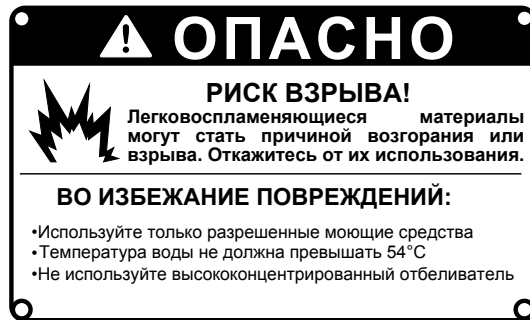 ОПАСНО
РИСК ВЗРЫВА!
Легковоспламеняющиеся материалы
могут стать причиной возгорания или
взрыва. Откажитесь от их использования.
ВО ИЗБЕЖАНИЕ ПОВРЕЖДЕНИЙ:
•Используйте только разрешенные моющие средства
•Температура воды не должна превышать 54°C
•Не используйте высококонцентрированный отбеливатель